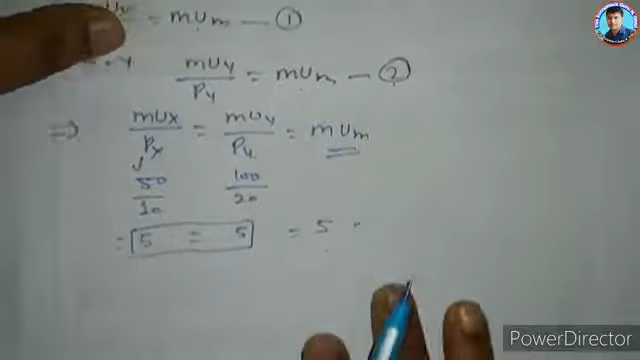 = MUm — ①
MUy/Py = MUm — ②
⇒ MUx/Px = MUy/Py = MUm
50/10 100/20
= 5 = 5 = 5
PowerDirector